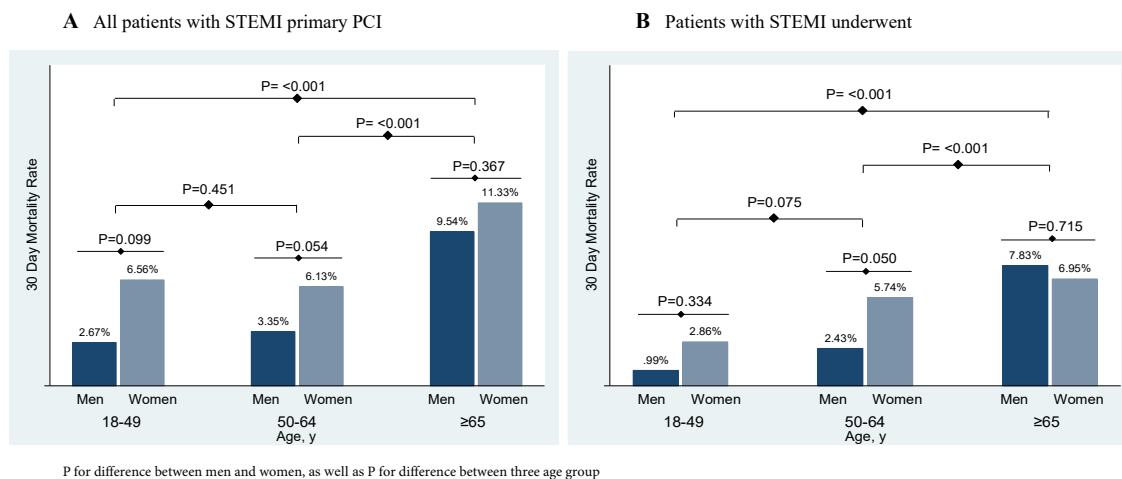 A All patients with STEMI primary PCI
30 Day Mortality Rate
P= <0.001
P= <0.001
P=0.367
P=0.451
P=0.099
P=0.054
2.67%
6.56%
3.35%
6.13%
9.54%
11.33%
Men Women Men Women Men Women
18-49 50-64 ≥65
Age, y
B Patients with STEMI underwent
30 Day Mortality Rate
P= <0.001
P= <0.001
P=0.075
P=0.715
P=0.050
P=0.334
.99%
2.86%
2.43%
5.74%
7.83%
6.95%
Men Women Men Women Men Women
18-49 50-64 ≥65
Age, y
P for difference between men and women, as well as P for difference between three age group